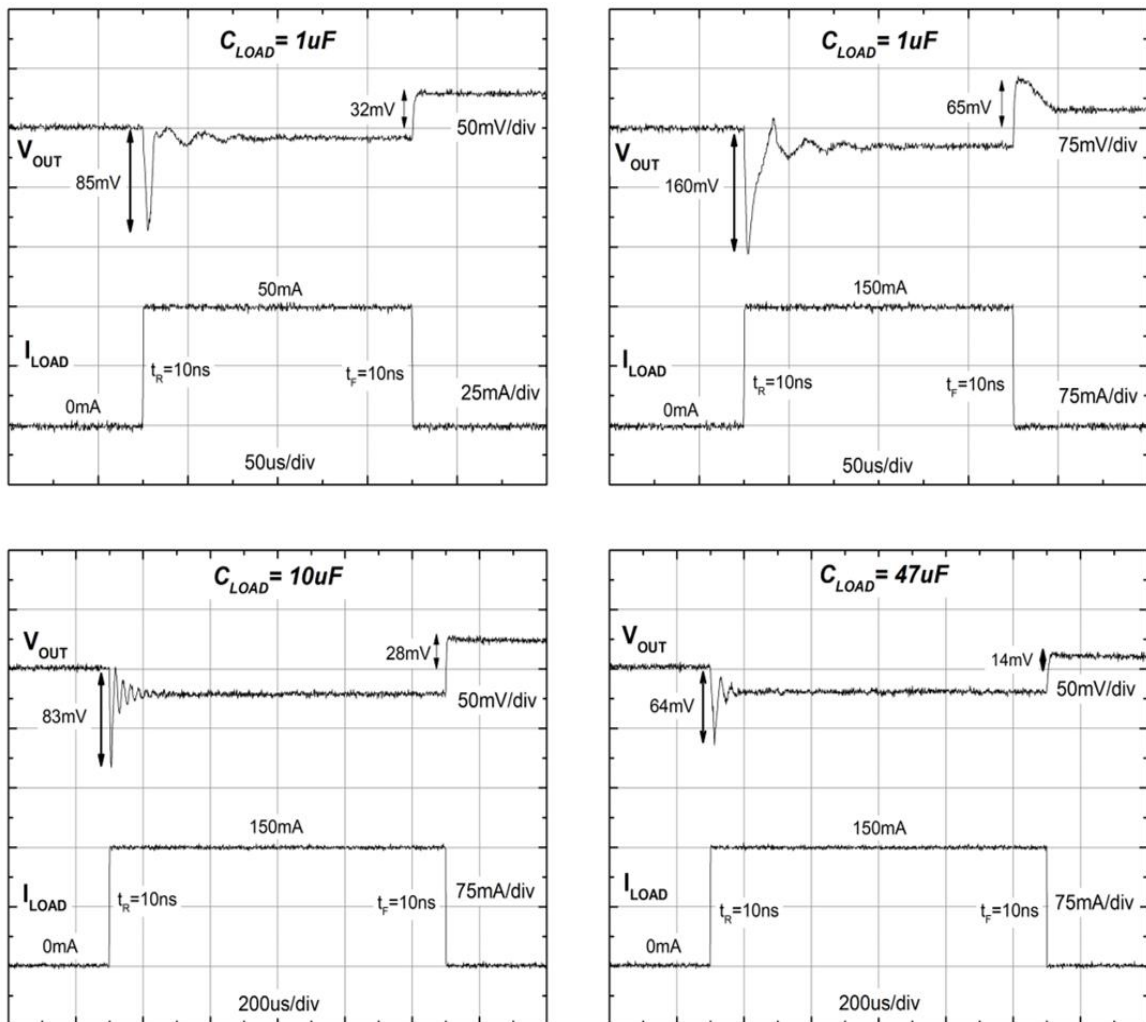 C_LOAD = 1uF
32mV
50mV/div
V_OUT
85mV
50mA
I_LOAD
t_R=10ns
t_F=10ns
25mA/div
0mA
50us/div
C_LOAD = 1uF
65mV
75mV/div
V_OUT
160mV
150mA
I_LOAD
t_R=10ns
t_F=10ns
75mA/div
0mA
50us/div
C_LOAD = 10uF
V_OUT
28mV
50mV/div
83mV
150mA
I_LOAD
t_R=10ns
t_F=10ns
75mA/div
0mA
200us/div
C_LOAD = 47uF
V_OUT
14mV
50mV/div
64mV
150mA
I_LOAD
t_R=10ns
t_F=10ns
75mA/div
0mA
200us/div